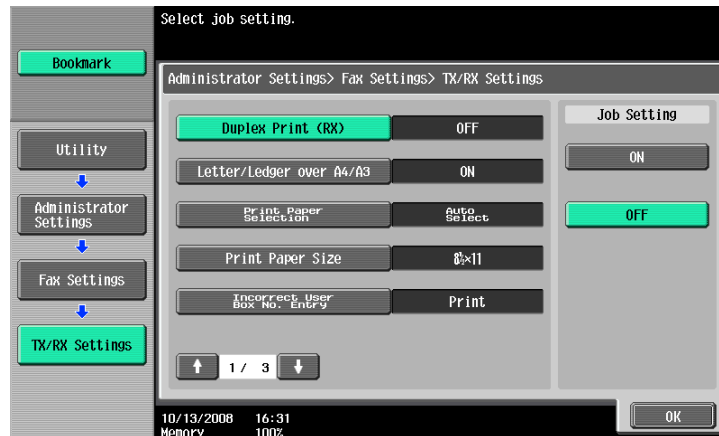 Select job setting.
Bookmark
Administrator Settings> Fax Settings> TX/RX Settings
Utility
Administrator
Settings
Fax Settings
TX/RX Settings
Duplex Print (RX)
OFF
Letter/Ledger over A4/A3
ON
Print Paper
Selection
Auto
Select
Print Paper Size
8½×11
Incorrect User
Box No. Entry
Print
1/ 3
Job Setting
ON
OFF
10/13/2008 16:31
Memory 100%
OK